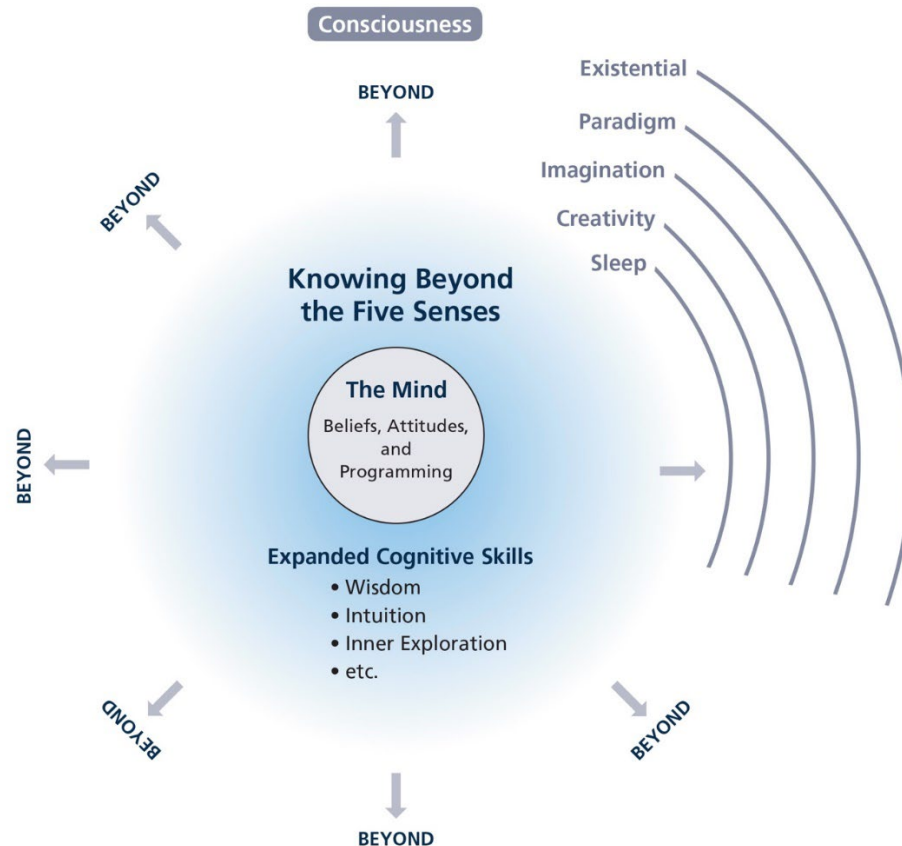 Consciousness
BEYOND
Existential
Paradigm
BEYOND
Imagination
Creativity
Sleep
Knowing Beyond
the Five Senses
The Mind
Beliefs, Attitudes,
and
Programming
BEYOND
Expanded Cognitive Skills
• Wisdom
• Intuition
• Inner Exploration
• etc.
BEYOND
BEYOND
BEYOND